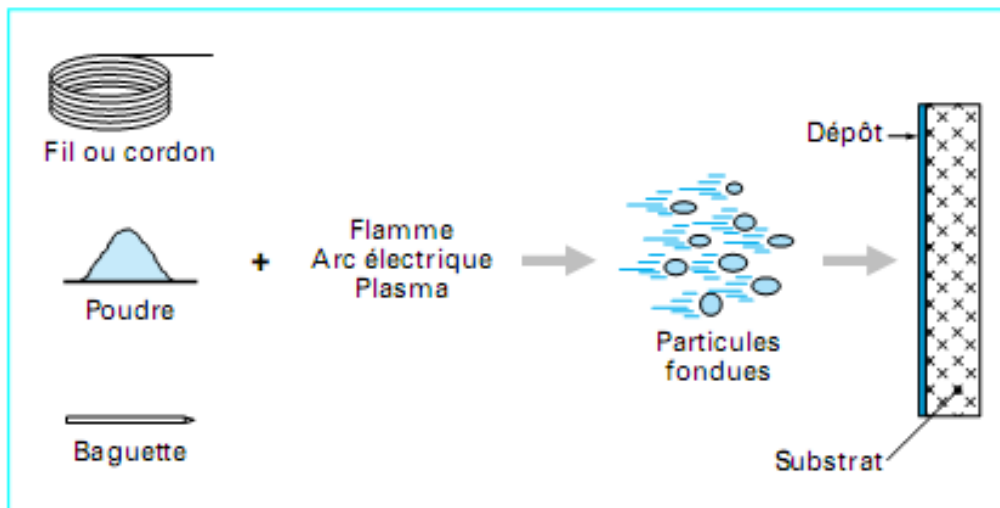 Fil ou cordon
Poudre
Baguette
+
Flamme
Arc électrique
Plasma
Particules
fondues
Dépôt
Substrat